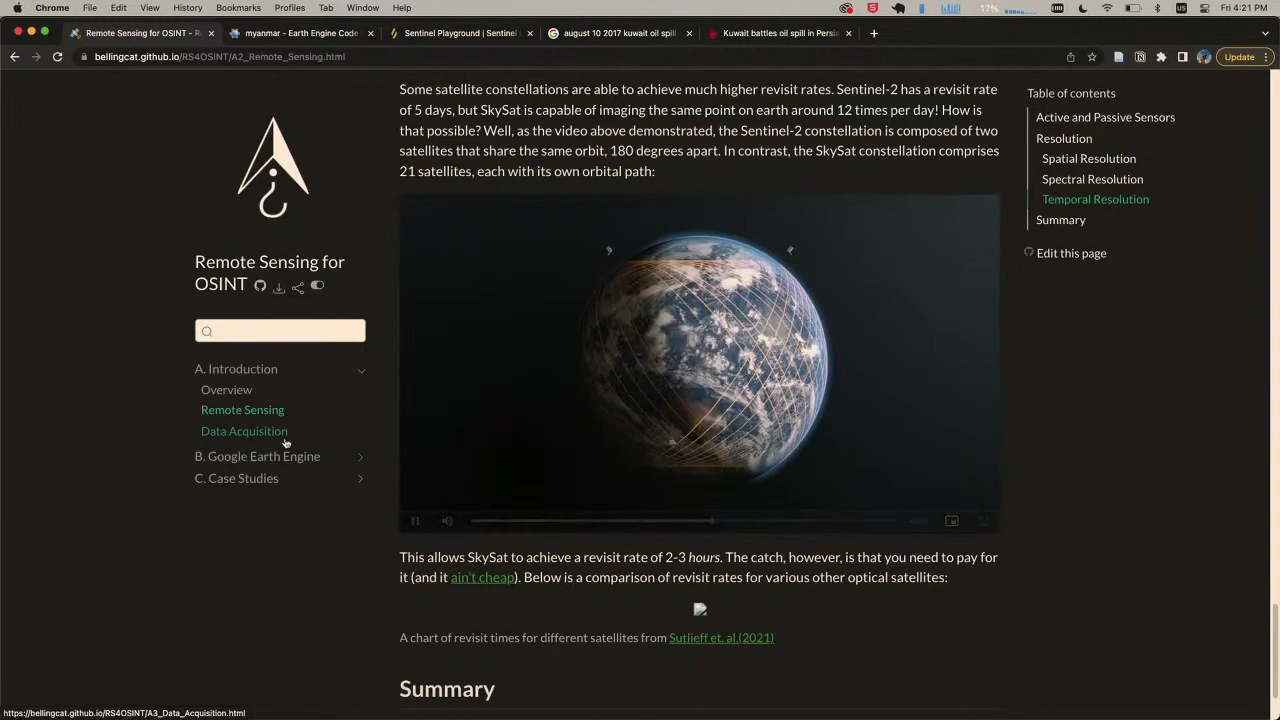 Chrome File Edit View History Bookmarks Profiles Tab Window Help 17% US Fri 4:21 PM
Remote Sensing for OSINT - R
myanmar - Earth Engine Code
Sentinel Playground | Sentinel
august 10 2017 kuwait oil spill
Kuwait battles oil spill in Persia
bellingcat.github.io/RS4OSINT/A2_Remote_Sensing.html
Update
Remote Sensing for
OSINT
A. Introduction
Overview
Remote Sensing
Data Acquisition
B. Google Earth Engine
C. Case Studies
Some satellite constellations are able to achieve much higher revisit rates. Sentinel-2 has a revisit rate
of 5 days, but SkySat is capable of imaging the same point on earth around 12 times per day! How is
that possible? Well, as the video above demonstrated, the Sentinel-2 constellation is composed of two
satellites that share the same orbit, 180 degrees apart. In contrast, the SkySat constellation comprises
21 satellites, each with its own orbital path:
This allows SkySat to achieve a revisit rate of 2-3 hours. The catch, however, is that you need to pay for
it (and it ain't cheap). Below is a comparison of revisit rates for various other optical satellites:
A chart of revisit times for different satellites from Sutlieff et. al.(2021)
Summary
Table of contents
Active and Passive Sensors
Resolution
Spatial Resolution
Spectral Resolution
Temporal Resolution
Summary
Edit this page
https://bellingcat.github.io/RS4OSINT/A3_Data_Acquisition.html